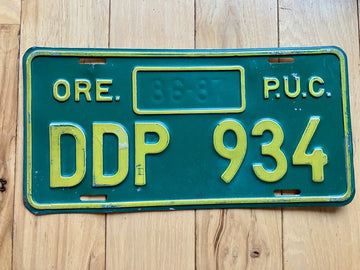 ORE. 86-87 P.U.C.
DDP 934